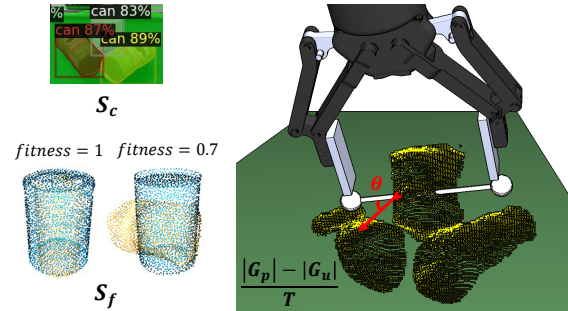 %
can 83%
can 87%
can 89%
S_c
fitness = 1 fitness = 0.7
S_f
θ
|G_p| − |G_u|
T